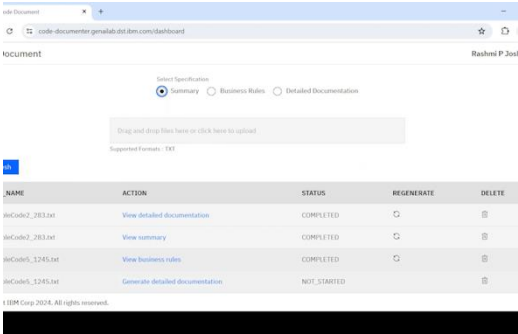 ode Document
code-documenter.genailab.dst.ibm.com/dashboard
ocument
Rashmi P Josl
Select Specification
Summary Business Rules Detailed Documentation
Drag and drop files here or click here to upload
Supported Formats : TXT
esh
_NAME ACTION STATUS REGENERATE DELETE
leCode2_283.txt View detailed documentation COMPLETED
leCode2_283.txt View summary COMPLETED
leCode5_1245.txt View business rules COMPLETED
leCode5_1245.txt Generate detailed documentation NOT_STARTED
t IBM Corp 2024. All rights reserved.